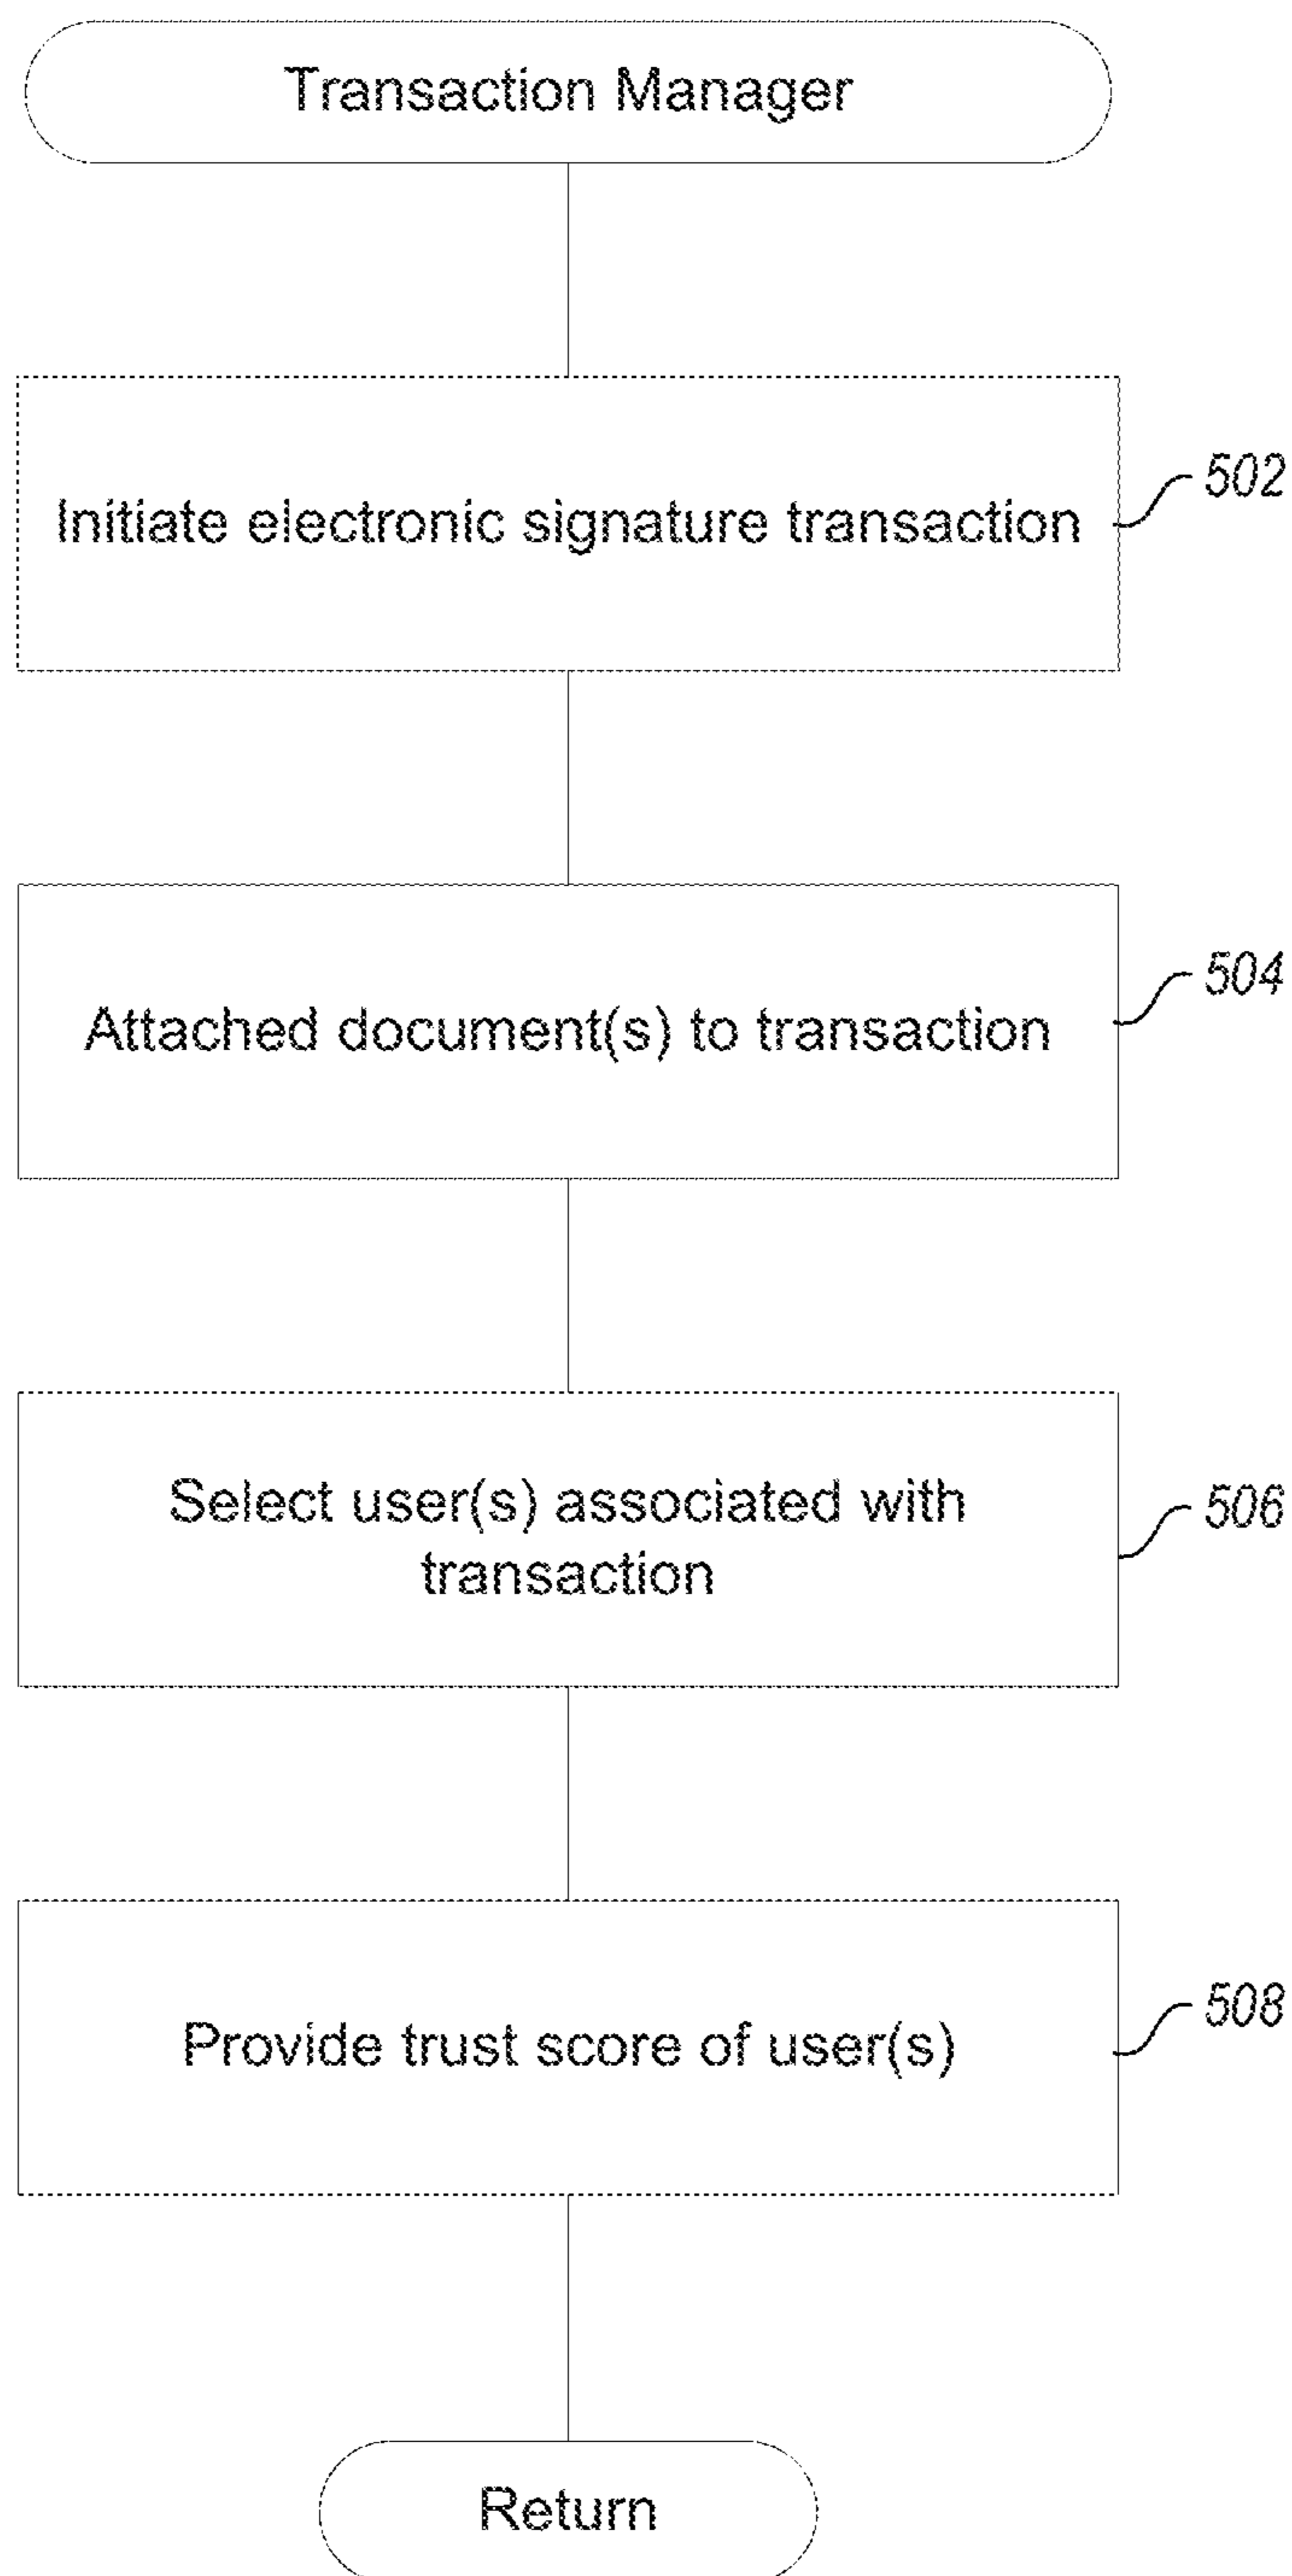 Transaction Manager
Initiate electronic signature transaction
502
Attached document(s) to transaction
504
Select user(s) associated with
transaction
506
Provide trust score of user(s)
508
Return